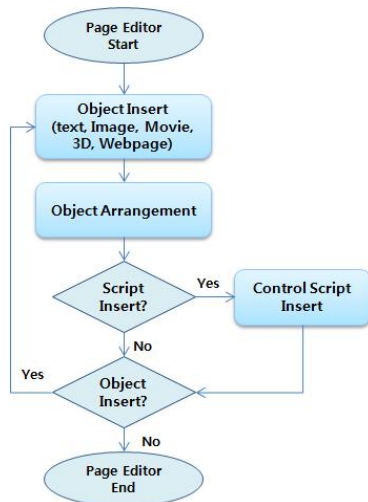 Page Editor
Start
Object Insert
(text, Image, Movie,
3D, Webpage)
Object Arrangement
Script
Insert?
Yes
Control Script
Insert
No
Yes
Object
Insert?
No
Page Editor
End